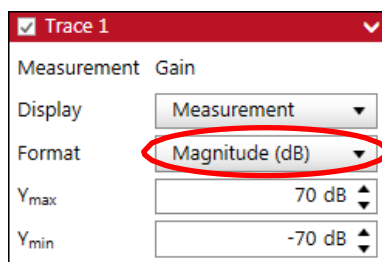 Trace 1
Measurement Gain
Display Measurement
Format Magnitude (dB)
Ymax 70 dB
Ymin -70 dB